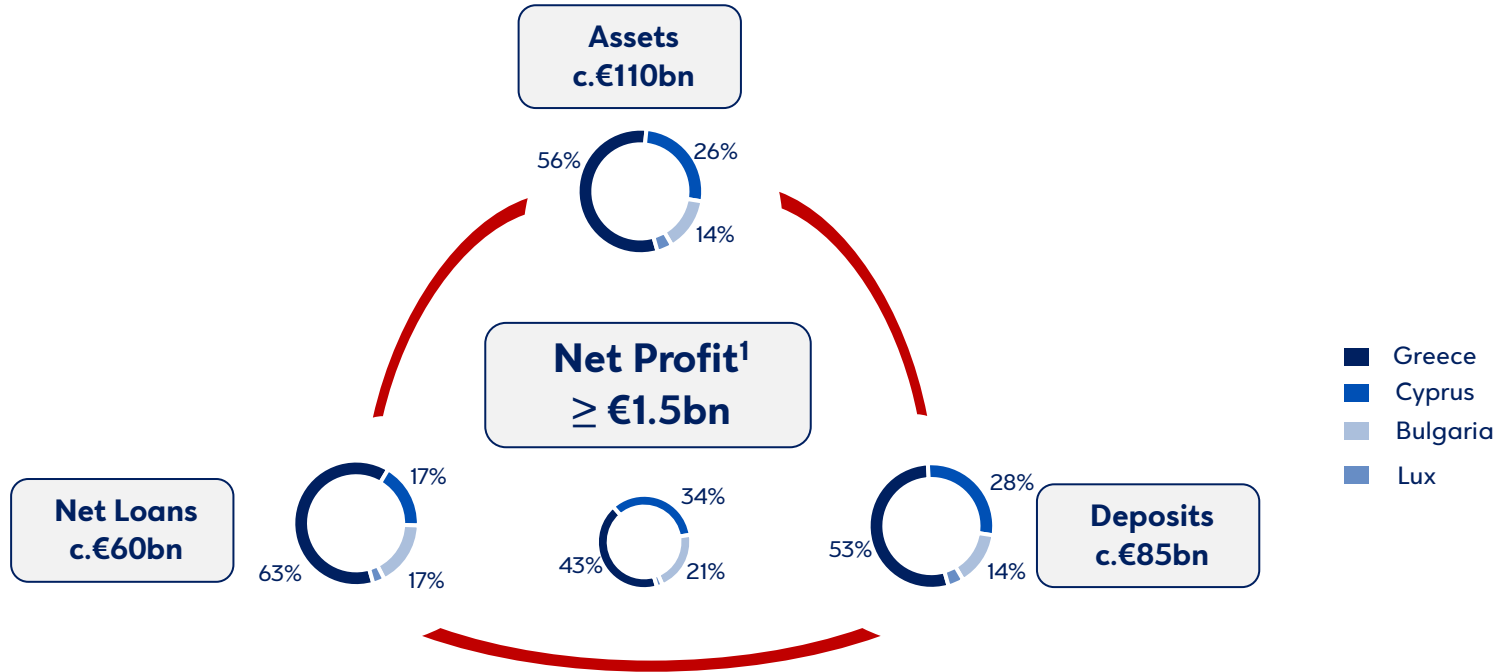 Assets
c.€110bn
56%
26%
14%
Net Profit¹
≥ €1.5bn
Greece
Cyprus
Bulgaria
Lux
Net Loans
c.€60bn
17%
63%
17%
34%
43%
21%
28%
53%
14%
Deposits
c.€85bn